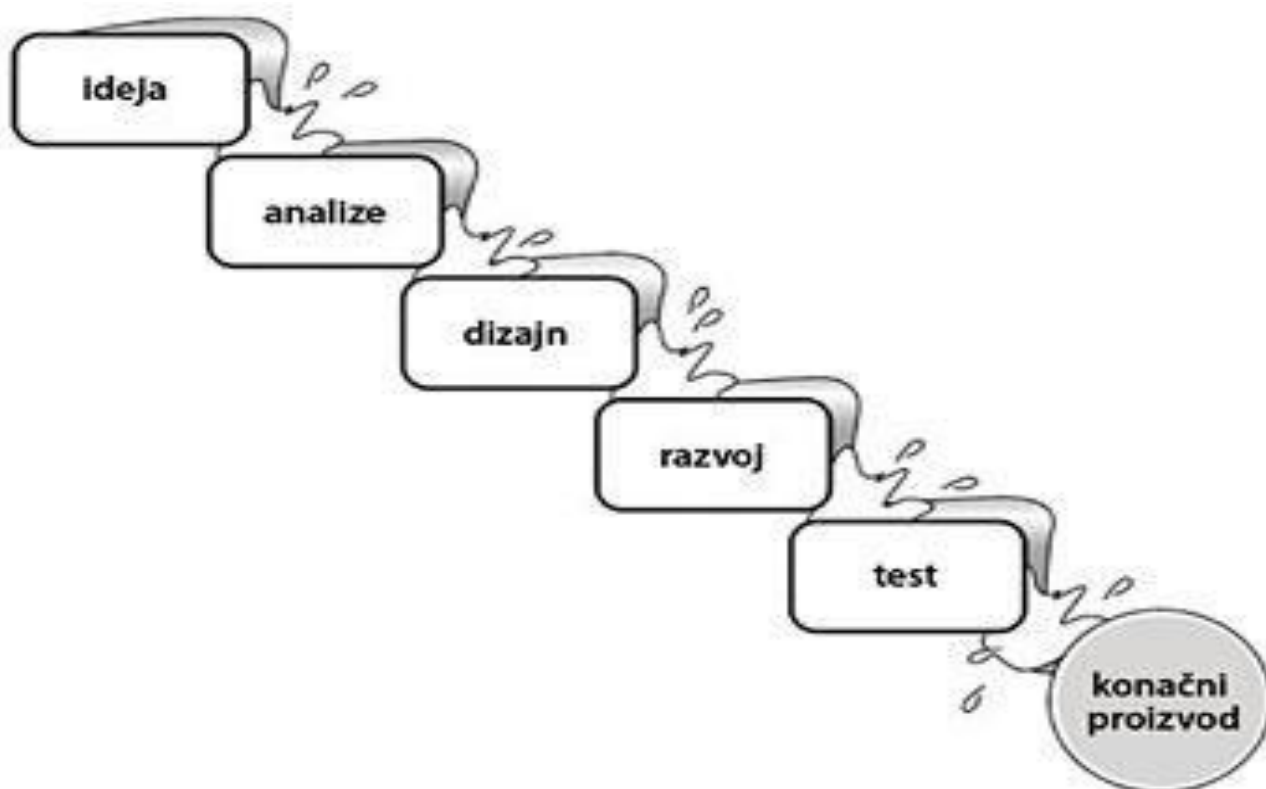 ideja
analize
dizajn
razvoj
test
konačni
proizvod